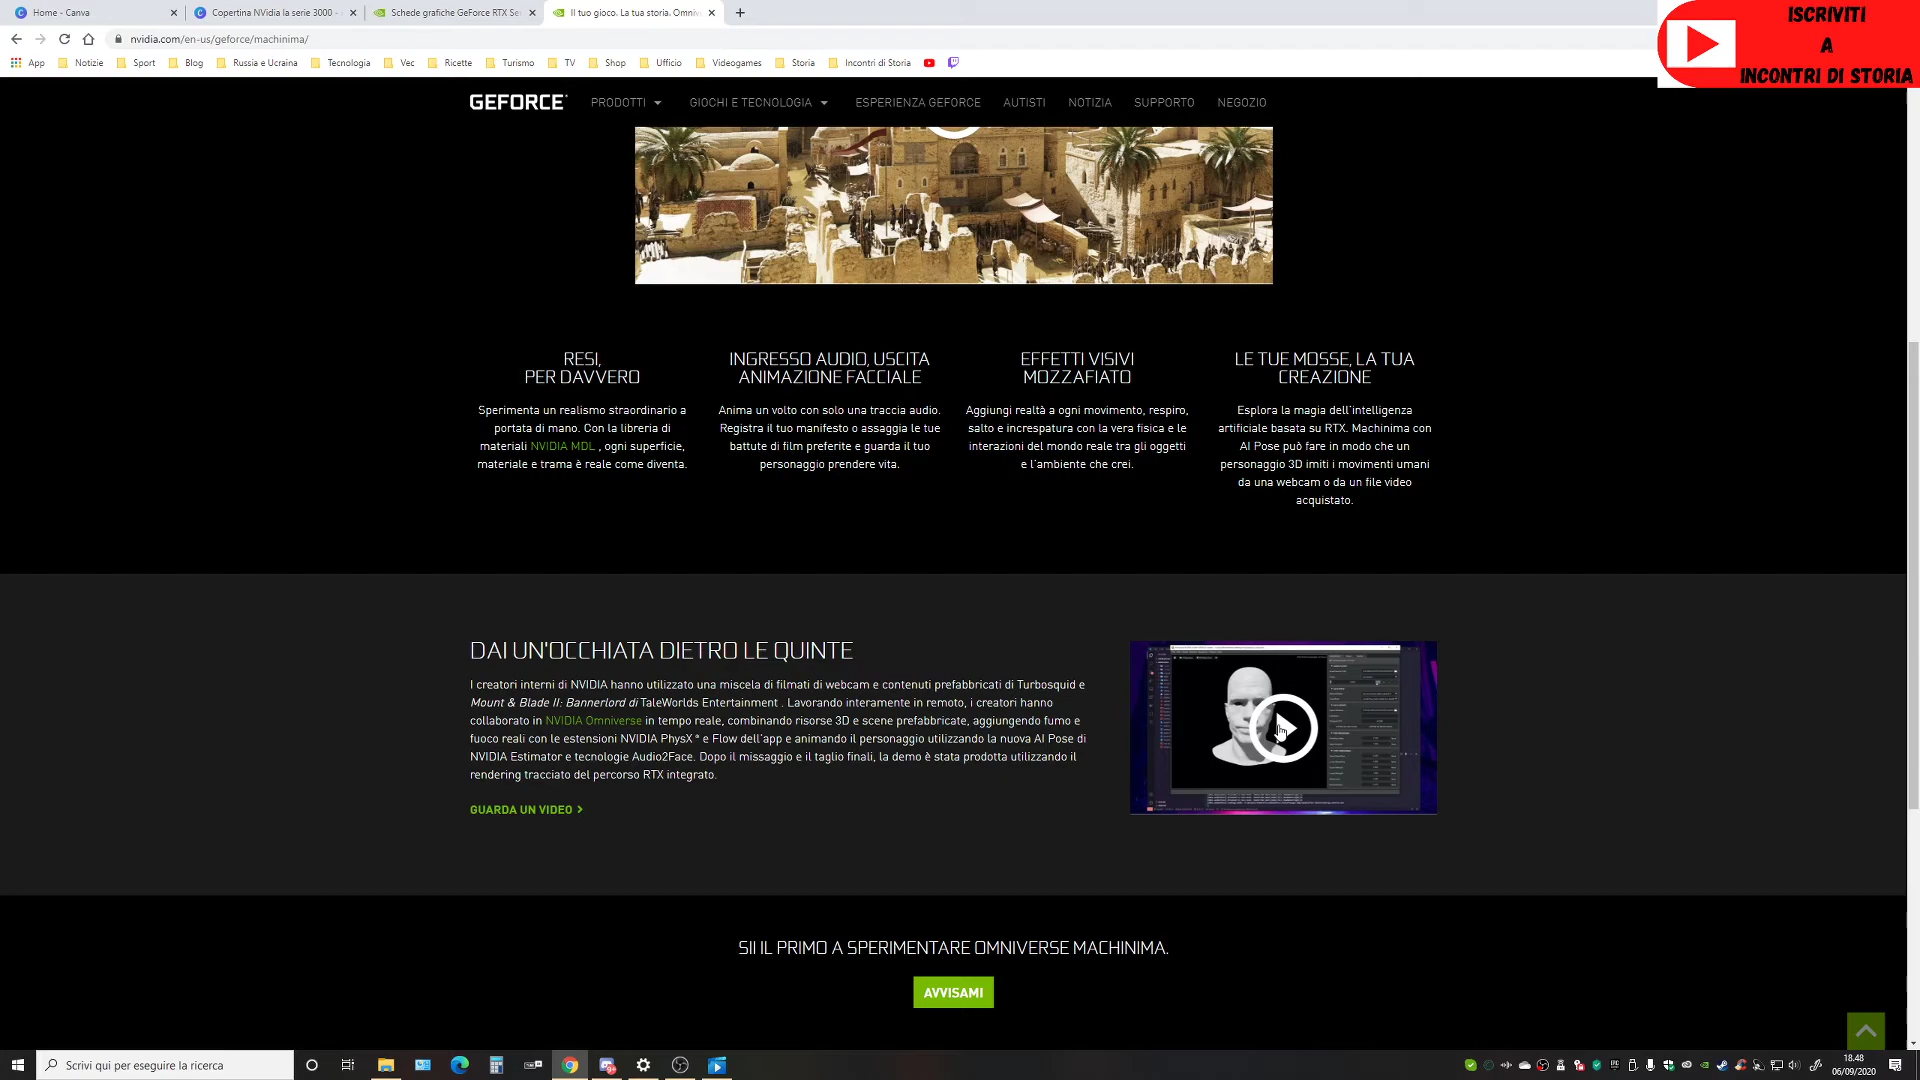 Home - Canva
Copertina NVidia la serie 3000 -
Schede grafiche GeForce RTX Se
Il tuo gioco. La tua storia. Omniv
nvidia.com/en-us/geforce/machinima/
App Notizie Sport Blog Russia e Ucraina Tecnologia Vec Ricette Turismo TV Shop Ufficio Videogames Storia Incontri di Storia
ISCRIVITI
A
INCONTRI DI STORIA
GEFORCE PRODOTTI GIOCHI E TECNOLOGIA ESPERIENZA GEFORCE AUTISTI NOTIZIA SUPPORTO NEGOZIO
RESI,
PER DAVVERO
Sperimenta un realismo straordinario a
portata di mano. Con la libreria di
materiali NVIDIA MDL , ogni superficie,
materiale e trama è reale come diventa.
INGRESSO AUDIO, USCITA
ANIMAZIONE FACCIALE
Anima un volto con solo una traccia audio.
Registra il tuo manifesto o assaggia le tue
battute di film preferite e guarda il tuo
personaggio prendere vita.
EFFETTI VISIVI
MOZZAFIATO
Aggiungi realtà a ogni movimento, respiro,
salto e increspatura con la vera fisica e le
interazioni del mondo reale tra gli oggetti
e l'ambiente che crei.
LE TUE MOSSE, LA TUA
CREAZIONE
Esplora la magia dell'intelligenza
artificiale basata su RTX. Machinima con
AI Pose può fare in modo che un
personaggio 3D imiti i movimenti umani
da una webcam o da un file video
acquistato.
DAI UN'OCCHIATA DIETRO LE QUINTE
I creatori interni di NVIDIA hanno utilizzato una miscela di filmati di webcam e contenuti prefabbricati di Turbosquid e
Mount & Blade II: Bannerlord di TaleWorlds Entertainment . Lavorando interamente in remoto, i creatori hanno
collaborato in NVIDIA Omniverse in tempo reale, combinando risorse 3D e scene prefabbricate, aggiungendo fumo e
fuoco reali con le estensioni NVIDIA PhysX ® e Flow dell'app e animando il personaggio utilizzando la nuova AI Pose di
NVIDIA Estimator e tecnologie Audio2Face. Dopo il missaggio e il taglio finali, la demo è stata prodotta utilizzando il
rendering tracciato del percorso RTX integrato.
GUARDA UN VIDEO >
SII IL PRIMO A SPERIMENTARE OMNIVERSE MACHINIMA.
AVVISAMI
Scrivi qui per eseguire la ricerca
18.48
06/09/2020